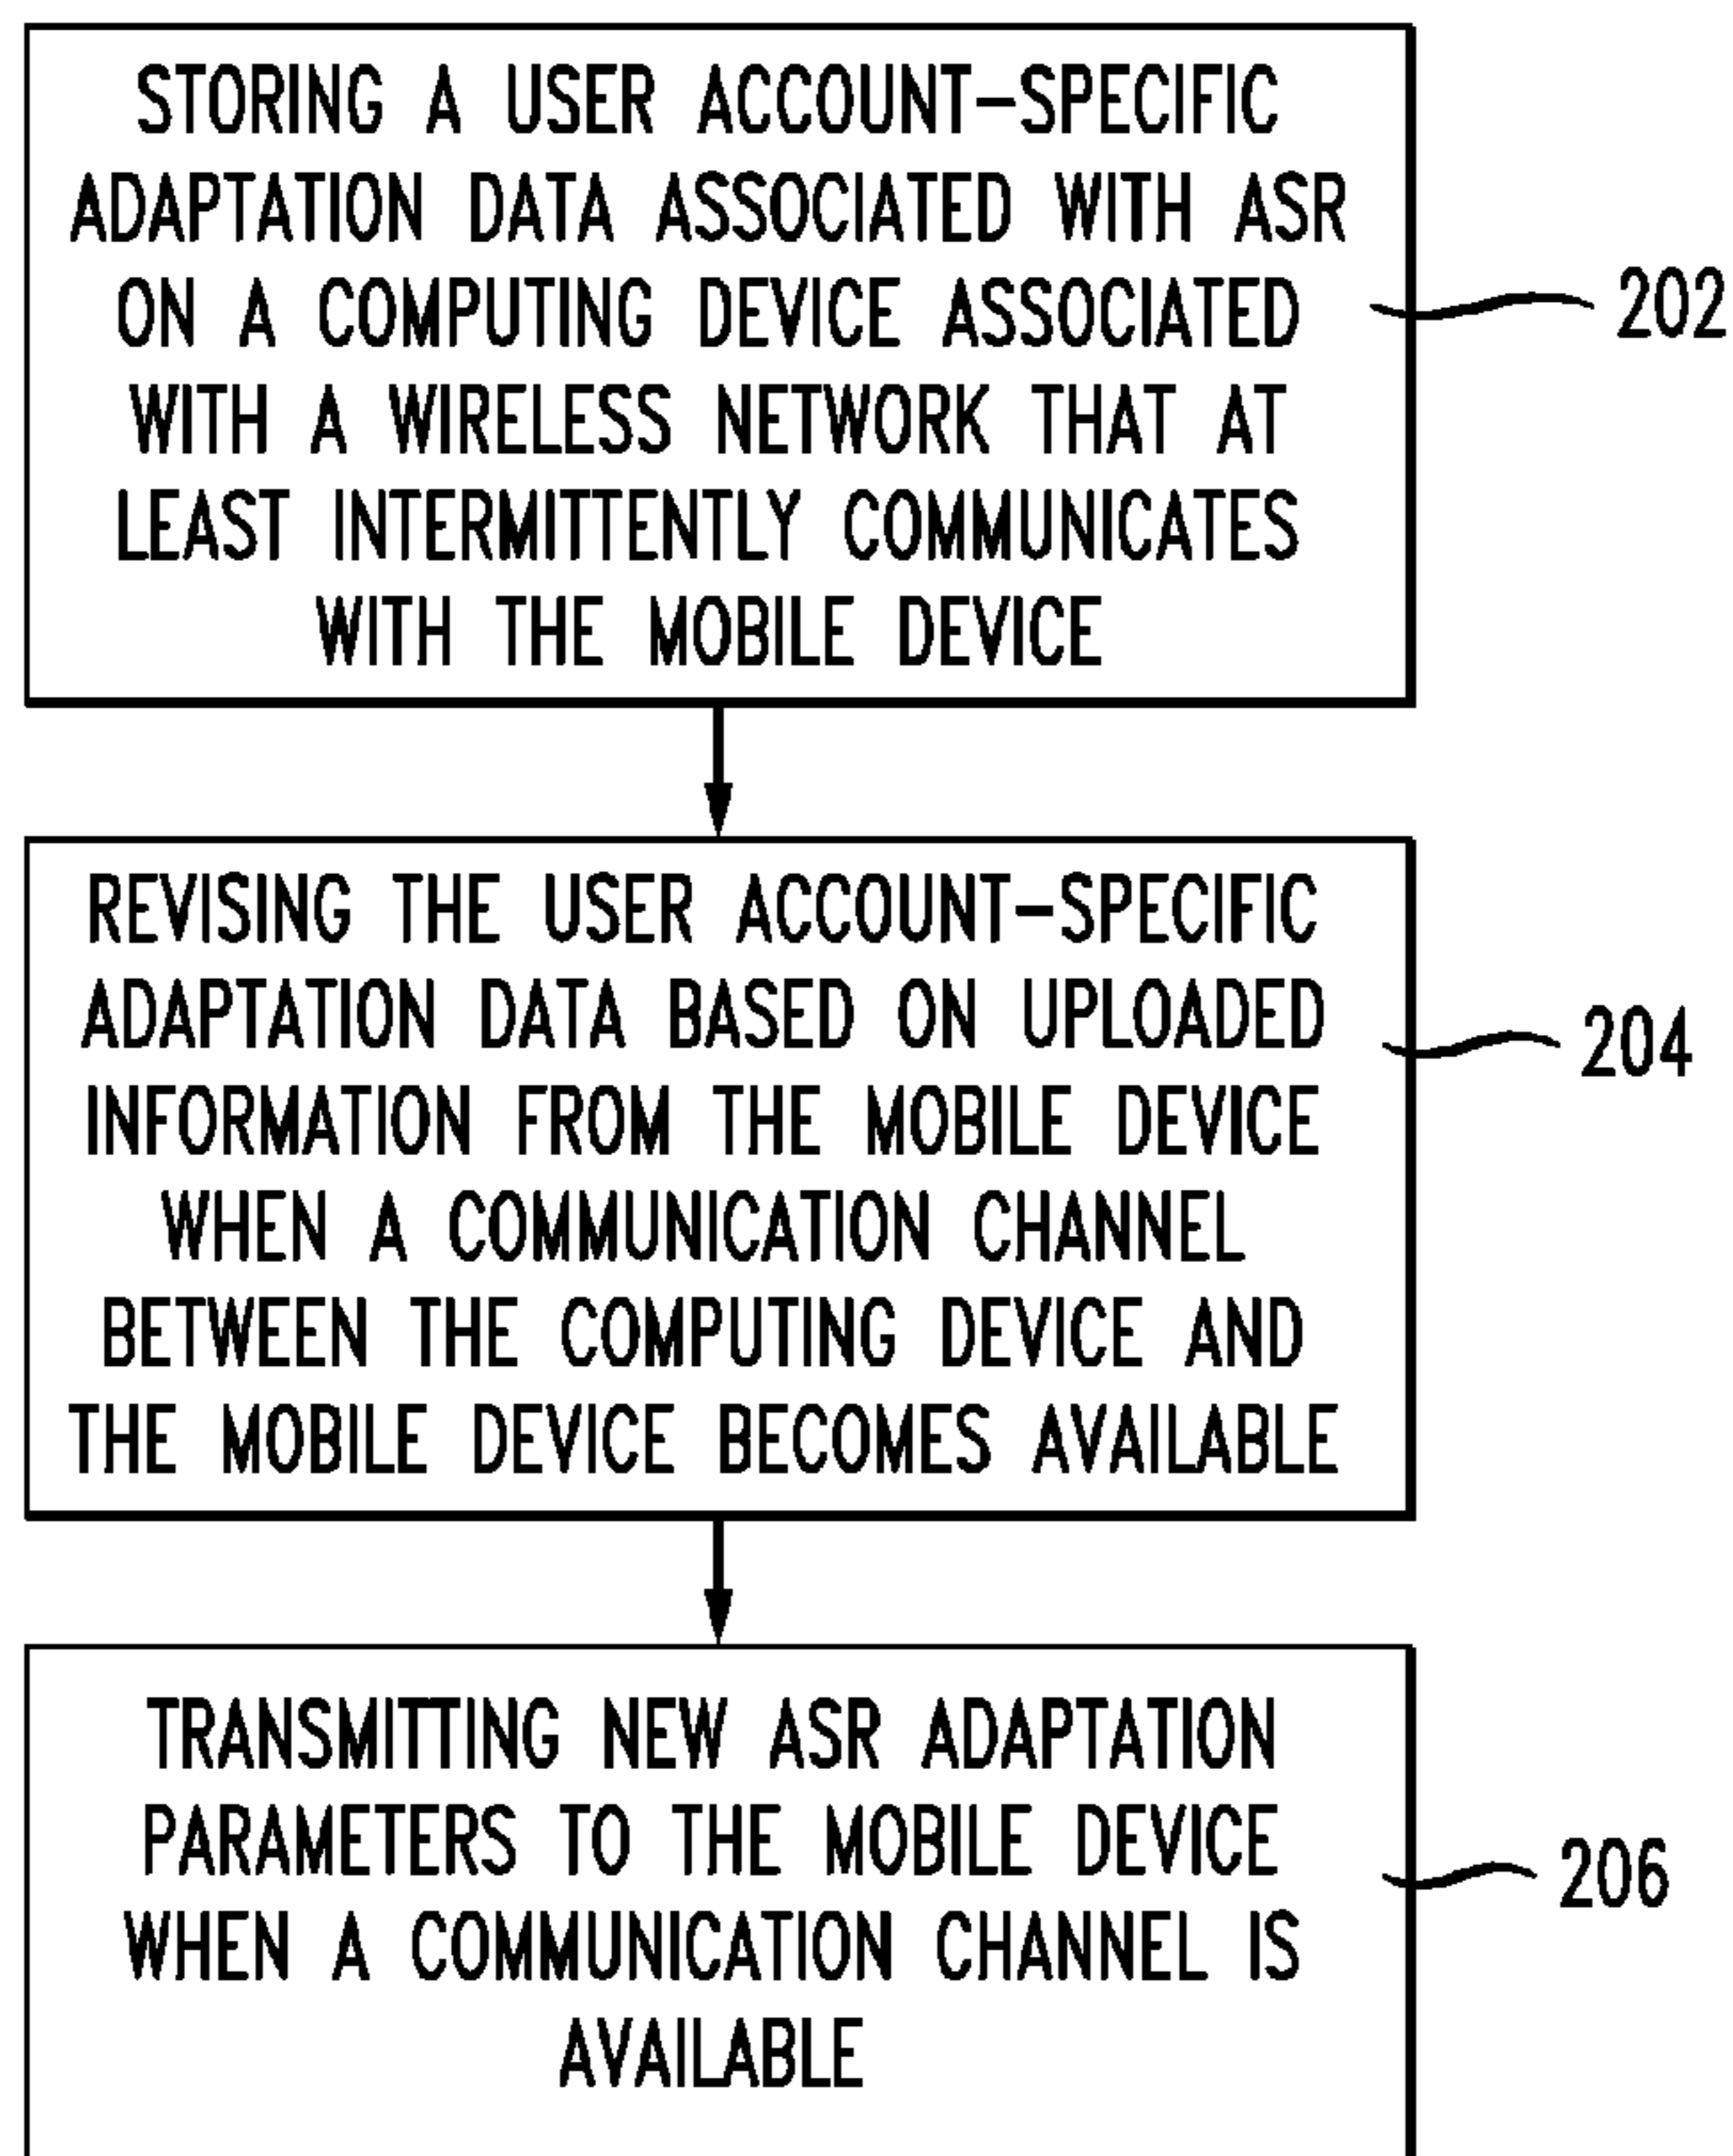 STORING A USER ACCOUNT-SPECIFIC
ADAPTATION DATA ASSOCIATED WITH ASR
ON A COMPUTING DEVICE ASSOCIATED
WITH A WIRELESS NETWORK THAT AT
LEAST INTERMITTENTLY COMMUNICATES
WITH THE MOBILE DEVICE
202
REVISING THE USER ACCOUNT-SPECIFIC
ADAPTATION DATA BASED ON UPLOADED
INFORMATION FROM THE MOBILE DEVICE
WHEN A COMMUNICATION CHANNEL
BETWEEN THE COMPUTING DEVICE AND
THE MOBILE DEVICE BECOMES AVAILABLE
204
TRANSMITTING NEW ASR ADAPTATION
PARAMETERS TO THE MOBILE DEVICE
WHEN A COMMUNICATION CHANNEL IS
AVAILABLE
206